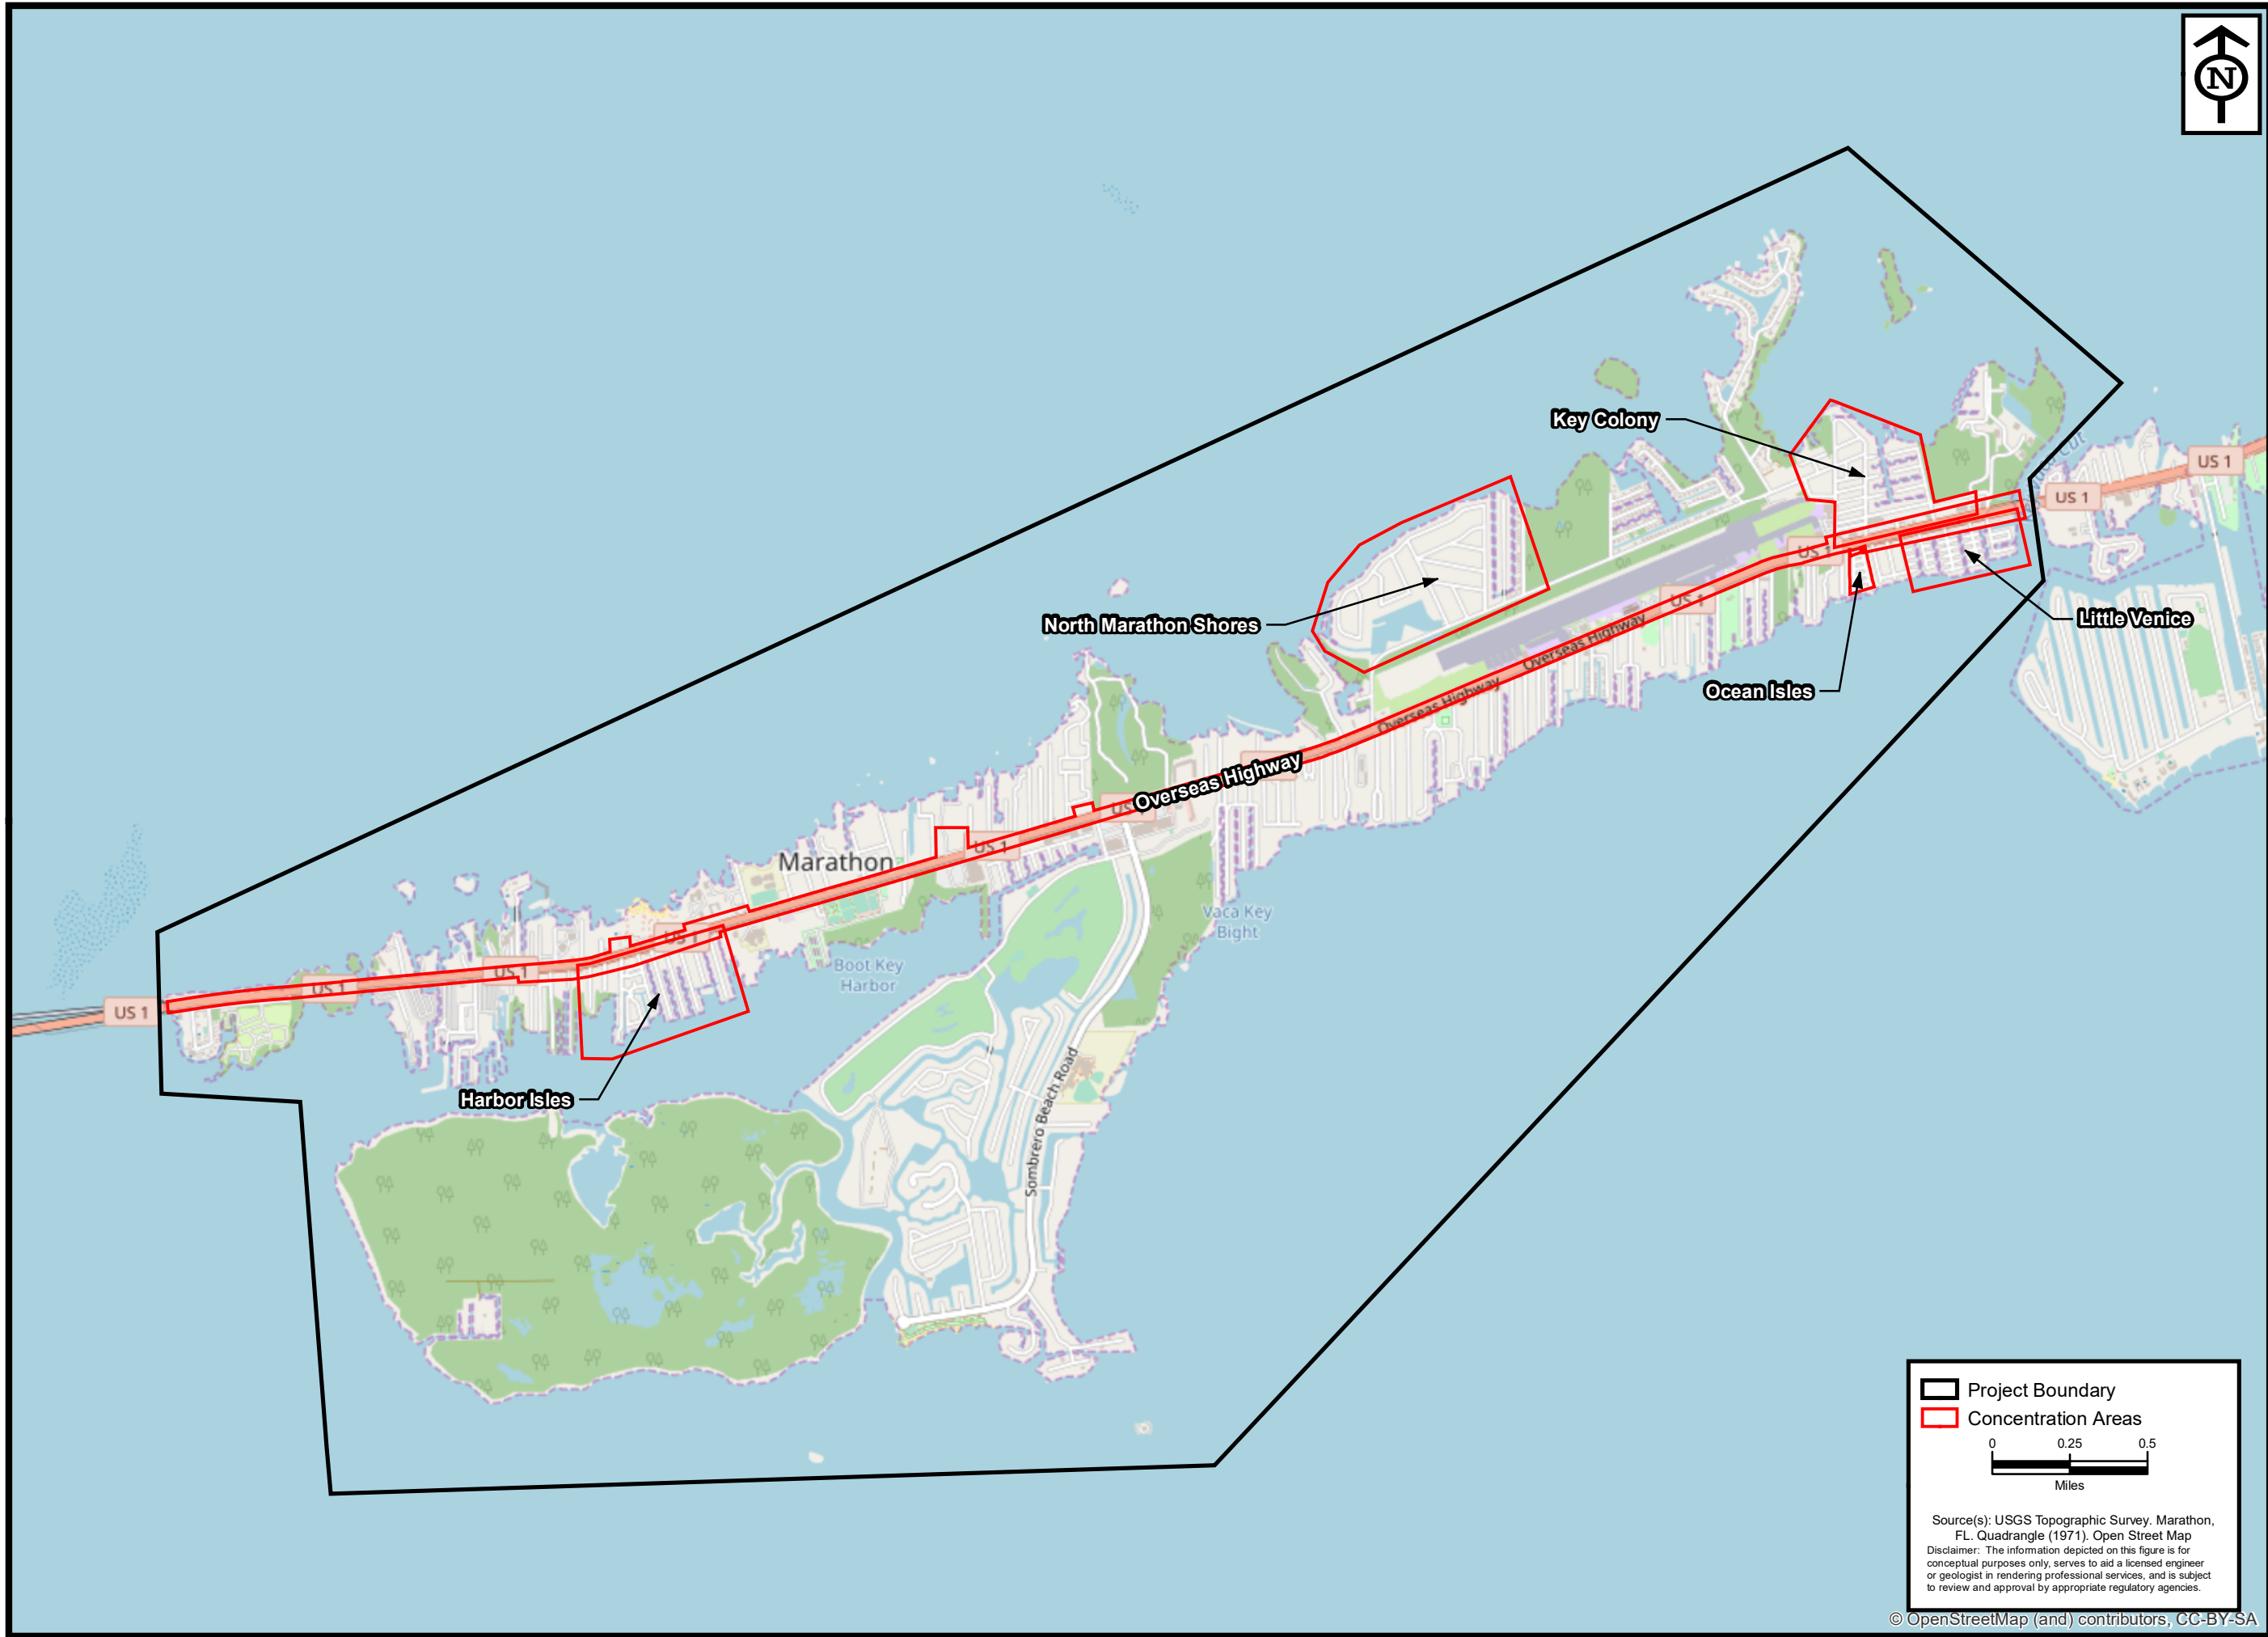 N
Key Colony
US 1
US 1
North Marathon Shores
US 1
US 1
Little Venice
Overseas Highway
Ocean Isles
Overseas Highway
Overseas Highway
US
US 1
Marathon
Vaca Key
Bight
US 1
US 1
US 1
US 1
Boot Key
Harbor
Harbor Isles
Sombrero Beach Road
Project Boundary
Concentration Areas
0
0.25
0.5
Miles
Source(s): USGS Topographic Survey. Marathon,
FL. Quadrangle (1971). Open Street Map
Disclaimer: The information depicted on this figure is for
conceptual purposes only, serves to aid a licensed engineer
or geologist in rendering professional services, and is subject
to review and approval by appropriate regulatory agencies.
© OpenStreetMap (and) contributors, CC-BY-SA